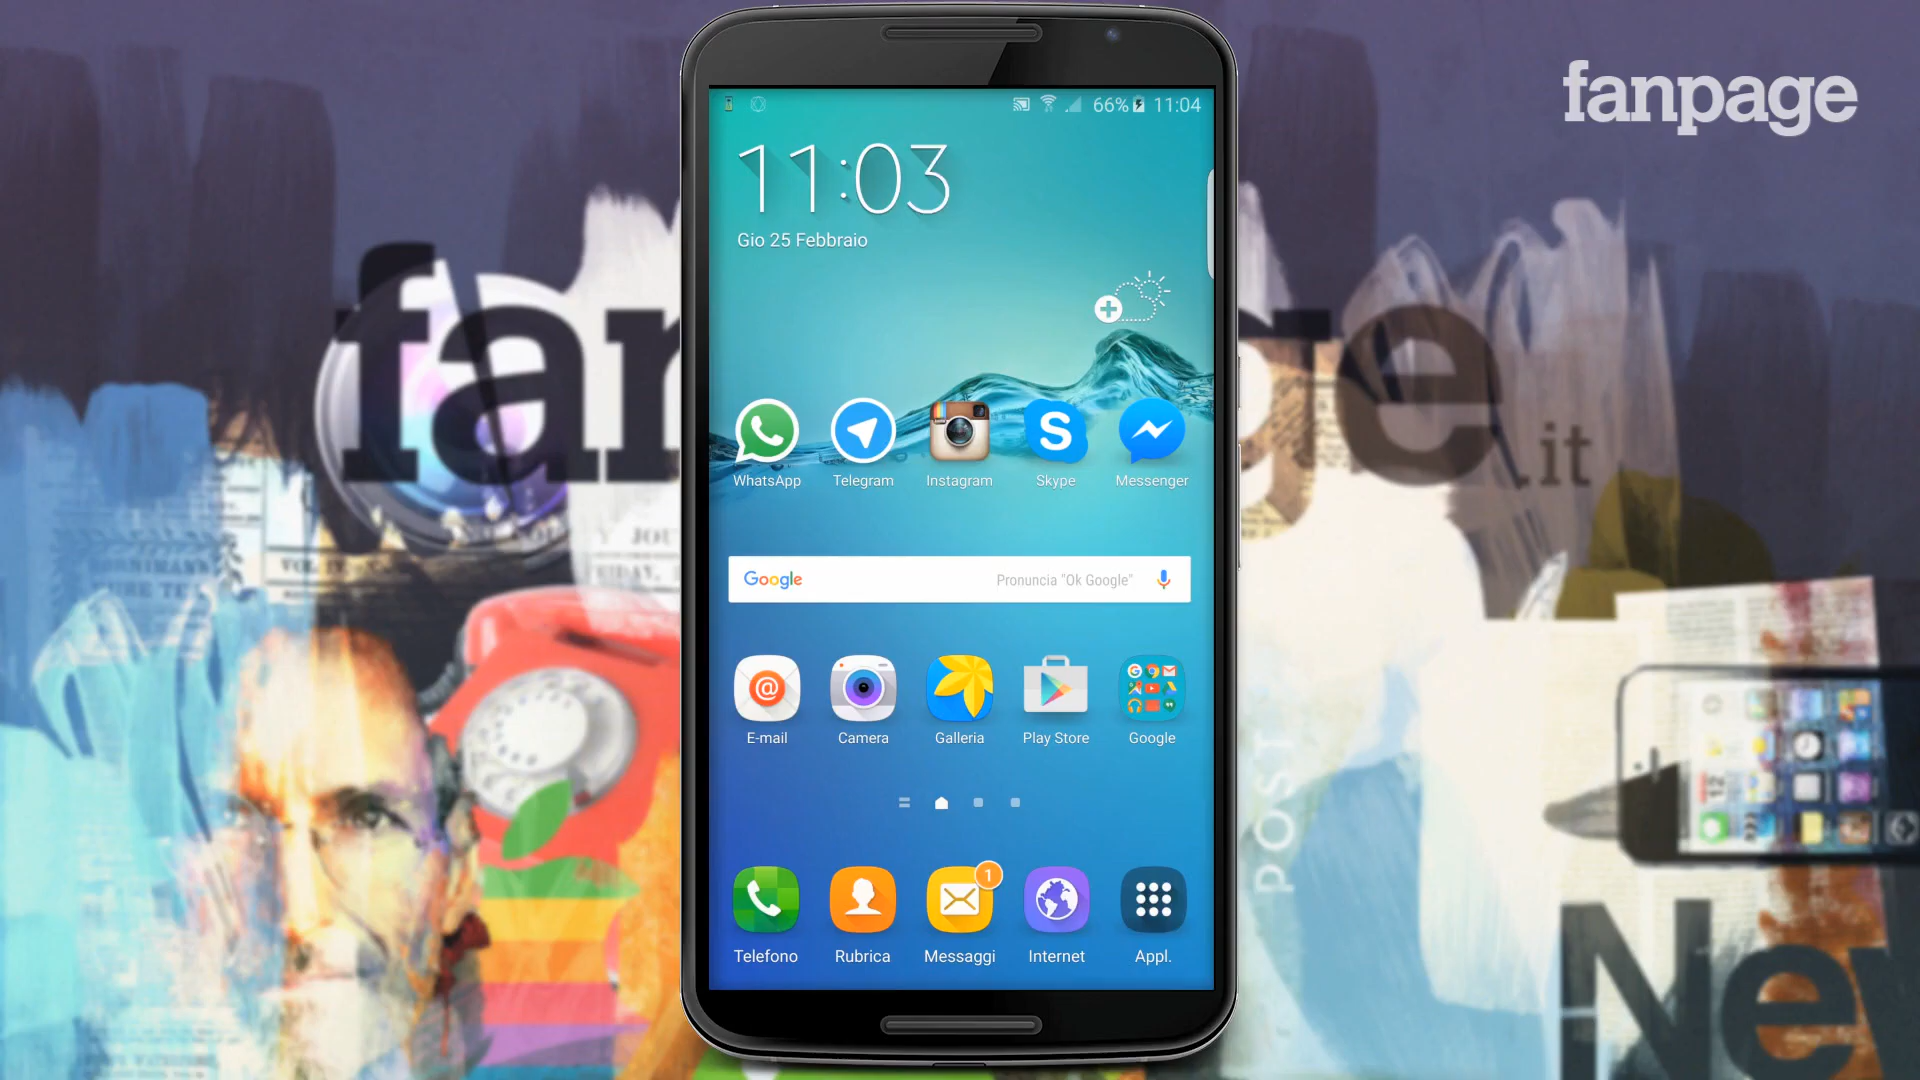 fanpage
66% 11:04
11:03
Gio 25 Febbraio
fan
ge.it
WhatsApp Telegram Instagram Skype Messenger
Google Pronuncia "Ok Google"
E-mail Camera Galleria Play Store Google
1
Telefono Rubrica Messaggi Internet Appl.
POST
New